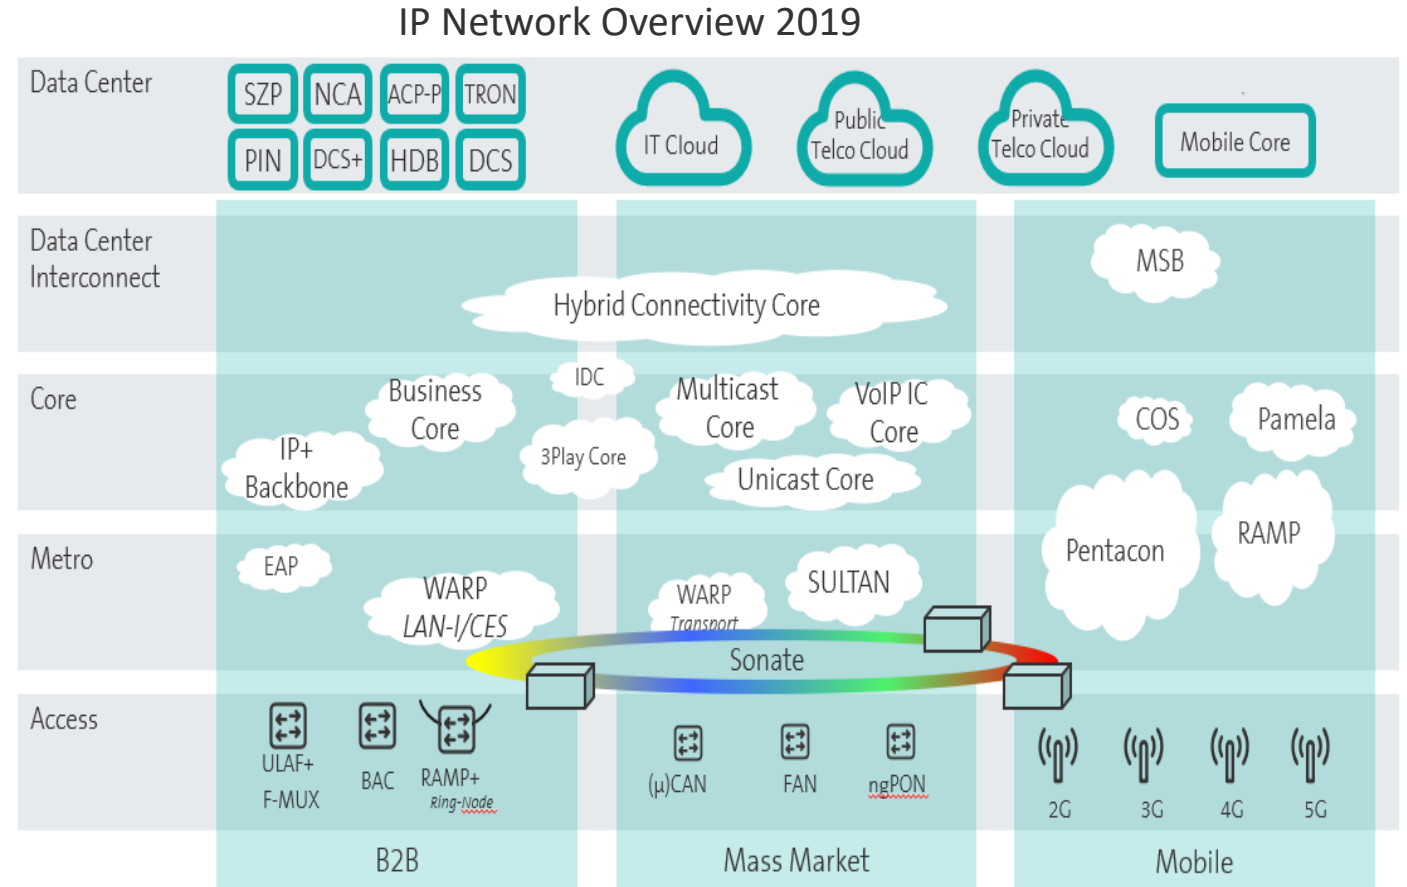 IP Network Overview 2019
Data Center
SZP
NCA
ACP-P
TRON
PIN
DCS+
HDB
DCS
IT Cloud
Public
Telco Cloud
Private
Telco Cloud
Mobile Core
Data Center
Interconnect
MSB
Hybrid Connectivity Core
Core
IP+
Backbone
Business
Core
IDC
3Play Core
Multicast
Core
VoIP IC
Core
Unicast Core
COS
Pamela
Pentacon
RAMP
Metro
EAP
WARP
LAN-I/CES
WARP
Transport
SULTAN
Sonate
Access
ULAF+
F-MUX
BAC
RAMP+
Ring-Node
(µ)CAN
FAN
ngPON
2G
3G
4G
5G
B2B
Mass Market
Mobile